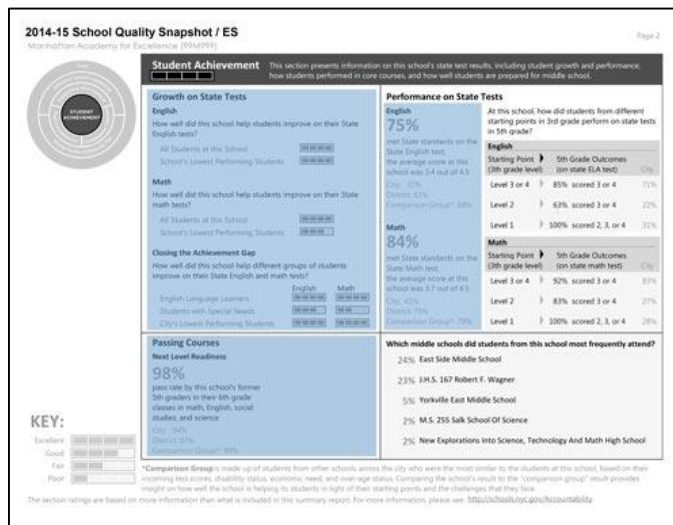 2014-15 School Quality Snapshot / ES
Manhattan Academy for Excellence (99M999)
Page 2
STUDENT
ACHIEVEMENT
Student Achievement
This section presents information on this school's state test results, including student growth and performance,
how students performed in core courses, and how well students are prepared for middle school.
Growth on State Tests
English
How well did this school help students improve on their State
English tests?
All Students at this School
School's Lowest Performing Students
Math
How well did this school help students improve on their State
math tests?
All Students at this School
School's Lowest Performing Students
Closing the Achievement Gap
How well did this school help different groups of students
improve on their State English and math tests?
English Math
English Language Learners
Students with Special Needs
City's Lowest Performing Students
Performance on State Tests
English
75%
met State standards on the
State English test;
the average score at this
school was 3.4 out of 4.5
Comparison Group*: 68%
Math
84%
met State standards on the
State Math test;
the average score at this
school was 3.7 out of 4.5
Comparison Group*: 79%
At this school, how did students from different
starting points in 3rd grade perform on state tests
in 5th grade?
English
Starting Point 5th Grade Outcomes
(3th grade level) (on state ELA test) City
Level 3 or 4 85% scored 3 or 4 71%
Level 2 63% scored 3 or 4 22%
Level 1 100% scored 2, 3, or 4 31%
Math
Starting Point 5th Grade Outcomes
(3th grade level) (on state math test) City
Level 3 or 4 92% scored 3 or 4 83%
Level 2 83% scored 3 or 4 27%
Level 1 100% scored 2, 3, or 4 28%
Passing Courses
Next Level Readiness
98%
pass rate by this school's former
5th graders in their 6th grade
classes in math, English, social
studies, and science
City: 94%
District: 97%
Comparison Group*: 99%
Which middle schools did students from this school most frequently attend?
24% East Side Middle School
23% J.H.S. 167 Robert F. Wagner
5% Yorkville East Middle School
2% M.S. 255 Salk School Of Science
2% New Explorations Into Science, Technology And Math High School
KEY:
Excellent
Good
Fair
Poor
*Comparison Group is made up of students from other schools across the city who were the most similar to the students at this school, based on their
incoming test scores, disability status, economic need, and over-age status. Comparing the school's result to the "comparison group" result provides
insight on how well the school is helping its students in light of their starting points and the challenges that they face.
The section ratings are based on more information than what is included in this summary report. For more information, please see: http://schools.nyc.gov/Accountability